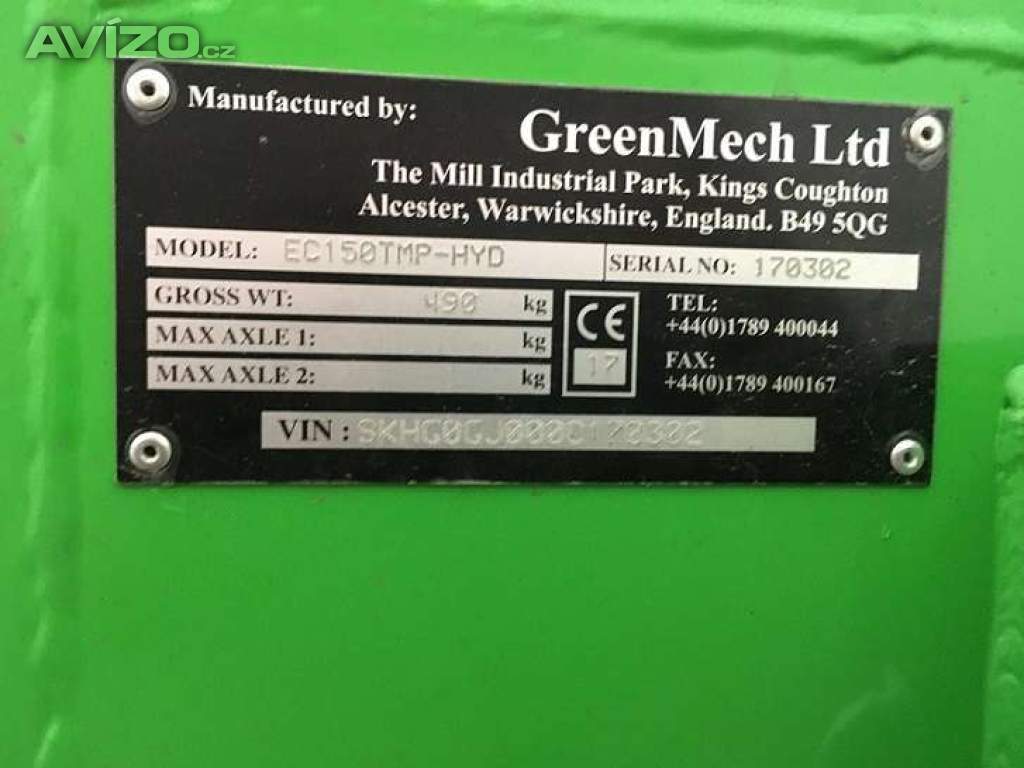 AVÍZO.cz
Manufactured by:
GreenMech Ltd
The Mill Industrial Park, Kings Coughton
Alcester, Warwickshire, England. B49 5QG
MODEL: EC150TMP-HYD SERIAL NO: 170302
GROSS WT: 490 kg
MAX AXLE 1: kg
MAX AXLE 2: kg
CE
17
TEL:
+44(0)1789 400044
FAX:
+44(0)1789 400167
VIN : SKHG0GJ000C170302